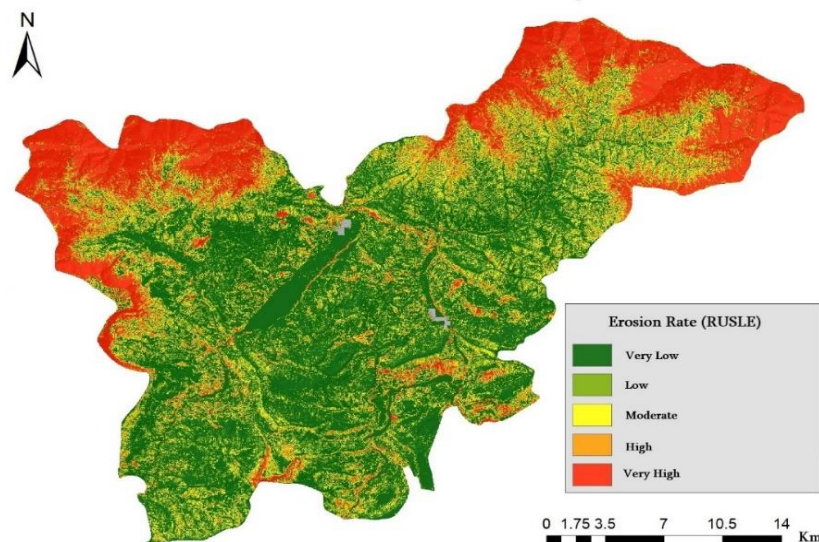 N
Erosion Rate (RUSLE)
Very Low
Low
Moderate
High
Very High
0 1.75 3.5 7 10.5 14
Km